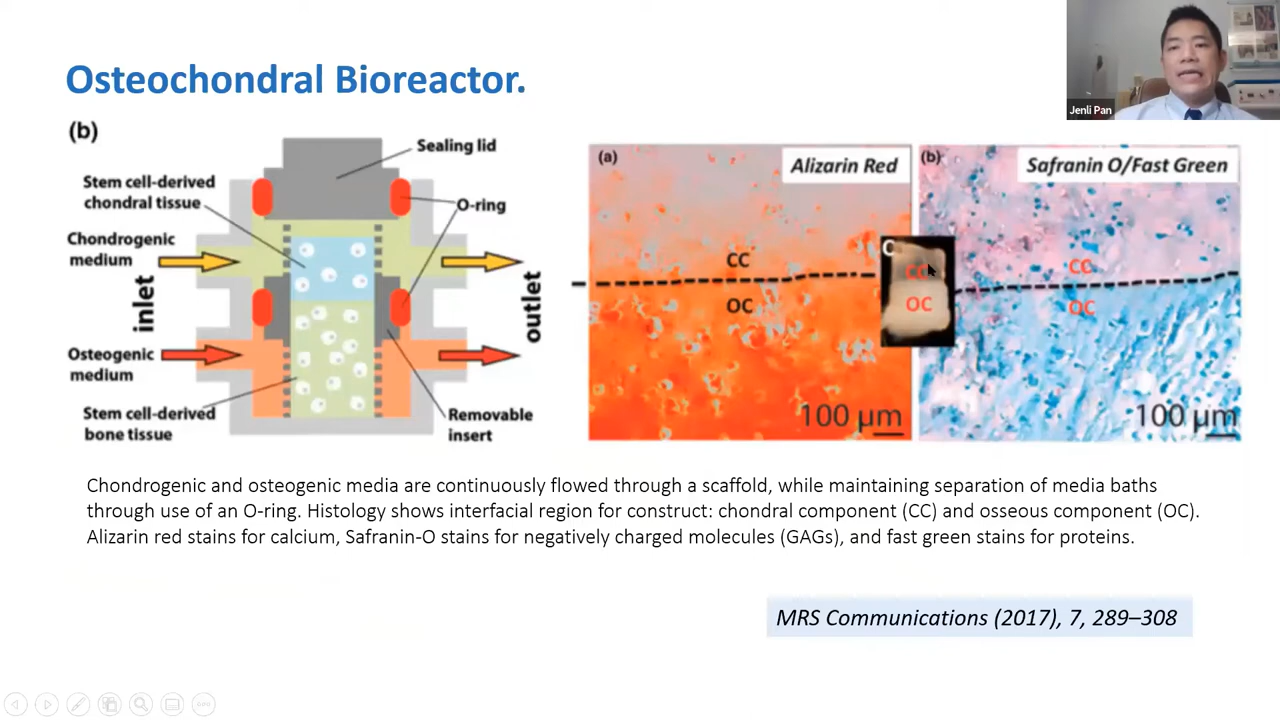 Jenli Pan
Osteochondral Bioreactor.
(b)
Sealing lid
Stem cell-derived
chondral tissue
O-ring
Chondrogenic
medium
inlet
outlet
Osteogenic
medium
Stem cell-derived
bone tissue
Removable
insert
(a)
Alizarin Red
CC
OC
100 µm
C
CC
OC
(b)
Safranin O/Fast Green
CC
OC
100 µm
Chondrogenic and osteogenic media are continuously flowed through a scaffold, while maintaining separation of media baths
through use of an O-ring. Histology shows interfacial region for construct: chondral component (CC) and osseous component (OC).
Alizarin red stains for calcium, Safranin-O stains for negatively charged molecules (GAGs), and fast green stains for proteins.
MRS Communications (2017), 7, 289–308